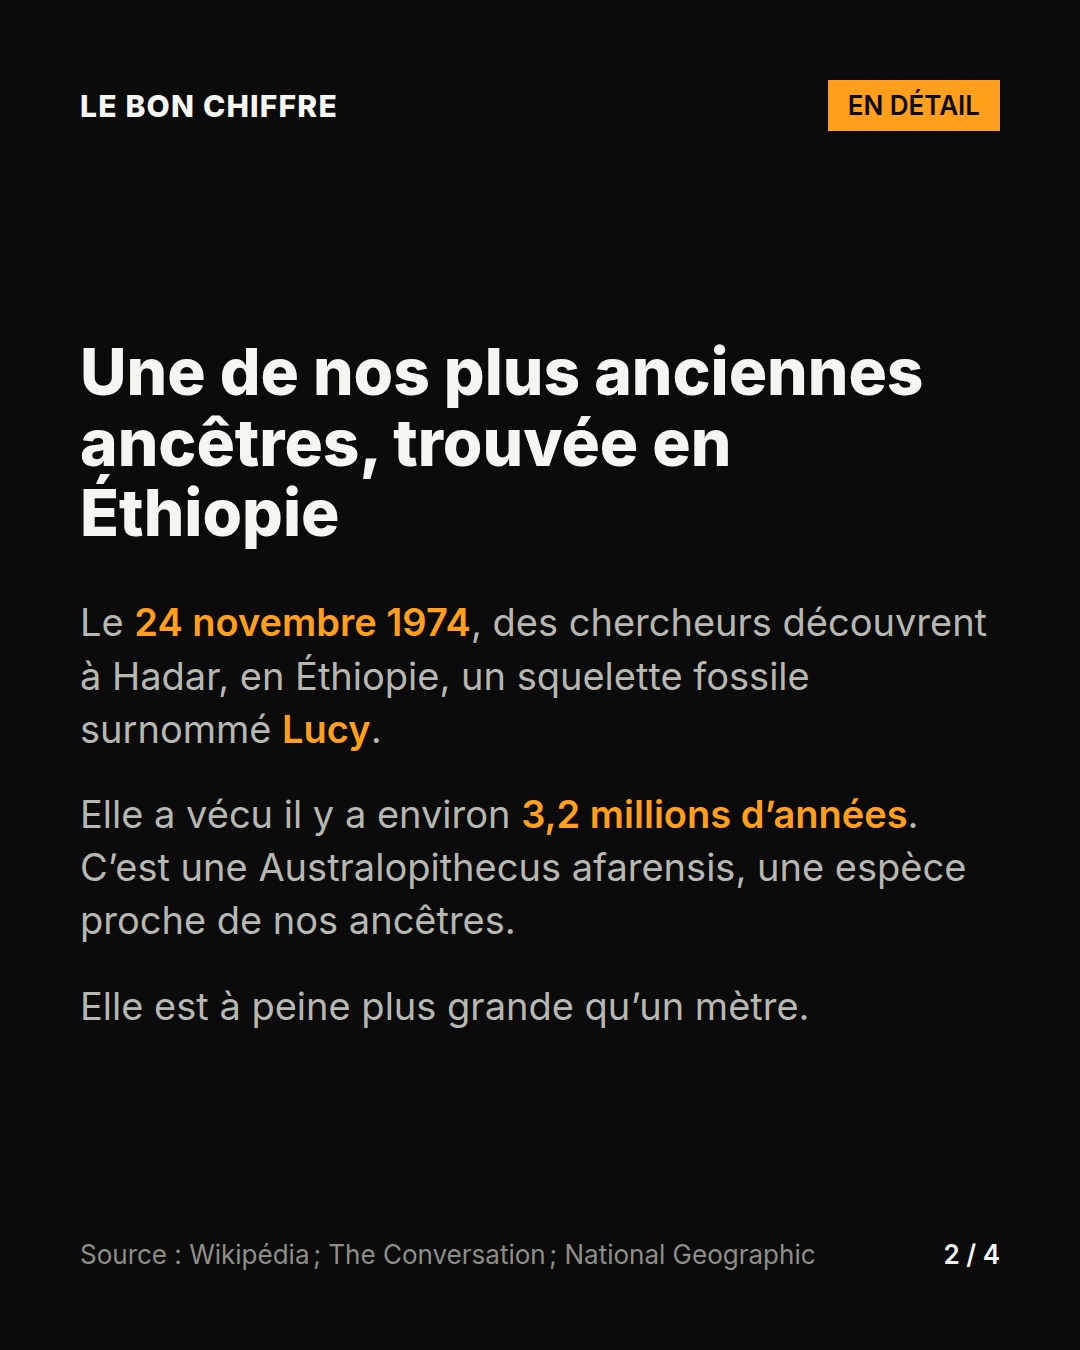 LE BON CHIFFRE
EN DÉTAIL
Une de nos plus anciennes
ancêtres, trouvée en
Éthiopie
Le 24 novembre 1974, des chercheurs découvrent
à Hadar, en Éthiopie, un squelette fossile
surnommé Lucy.
Elle a vécu il y a environ 3,2 millions d’années.
C’est une Australopithecus afarensis, une espèce
proche de nos ancêtres.
Elle est à peine plus grande qu’un mètre.
Source : Wikipédia ; The Conversation ; National Geographic
2 / 4